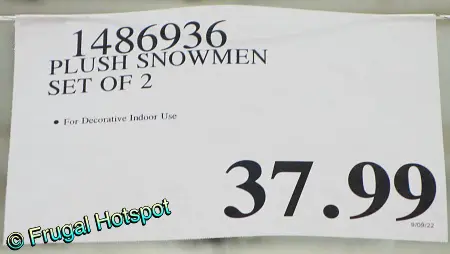 1486936
PLUSH SNOWMEN
SET OF 2
• For Decorative Indoor Use
37.99
© Frugal Hotspot